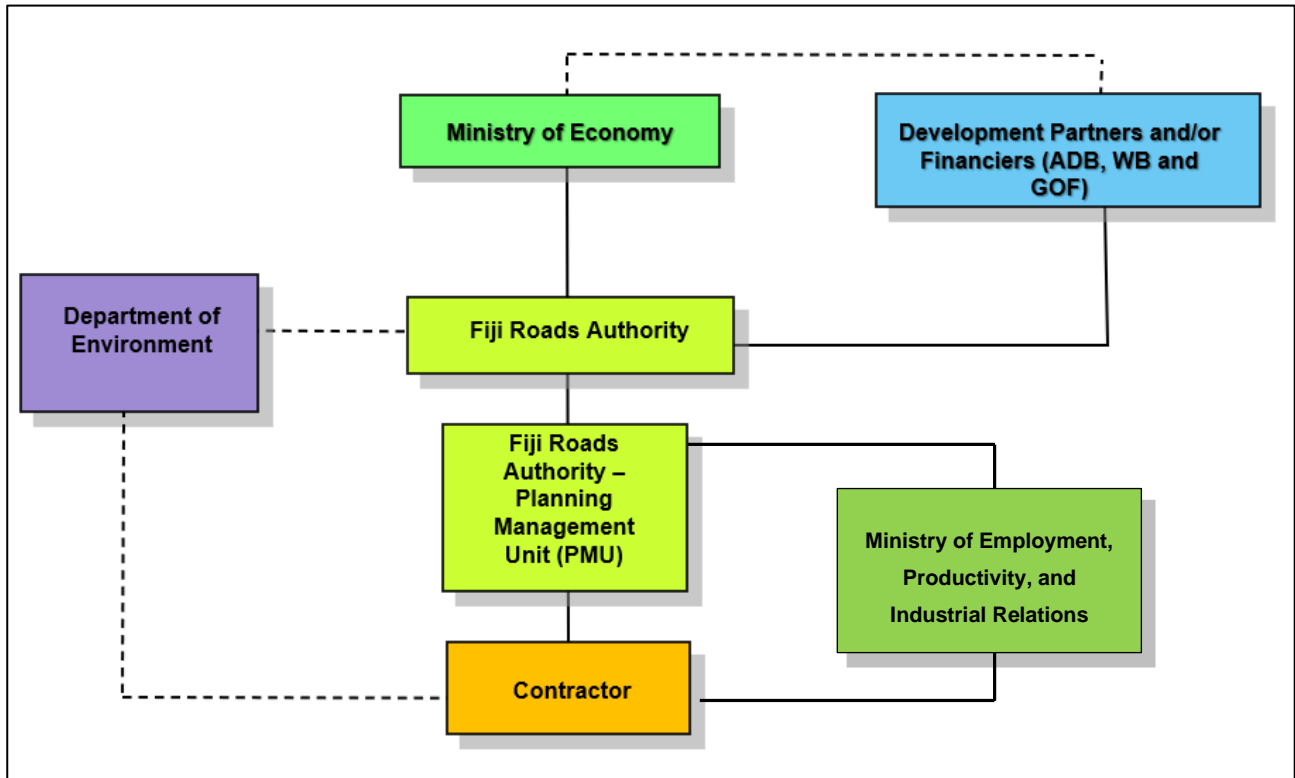 Ministry of Economy
Development Partners and/or
Financiers (ADB, WB and
GOF)
Department of
Environment
Fiji Roads Authority
Fiji Roads
Authority –
Planning
Management
Unit (PMU)
Ministry of Employment,
Productivity, and
Industrial Relations
Contractor